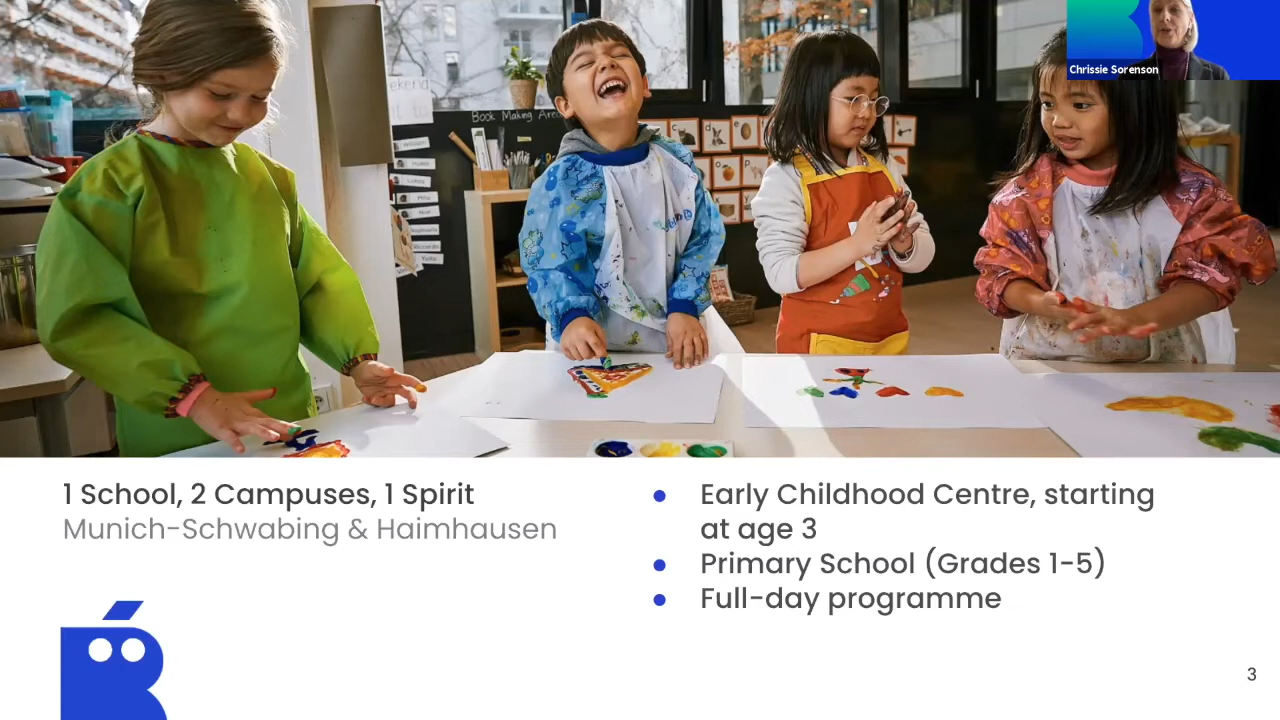 Chrissie Sorenson
Book Making Area
1 School, 2 Campuses, 1 Spirit
Munich-Schwabing & Haimhausen
Early Childhood Centre, starting
at age 3
Primary School (Grades 1-5)
Full-day programme
3